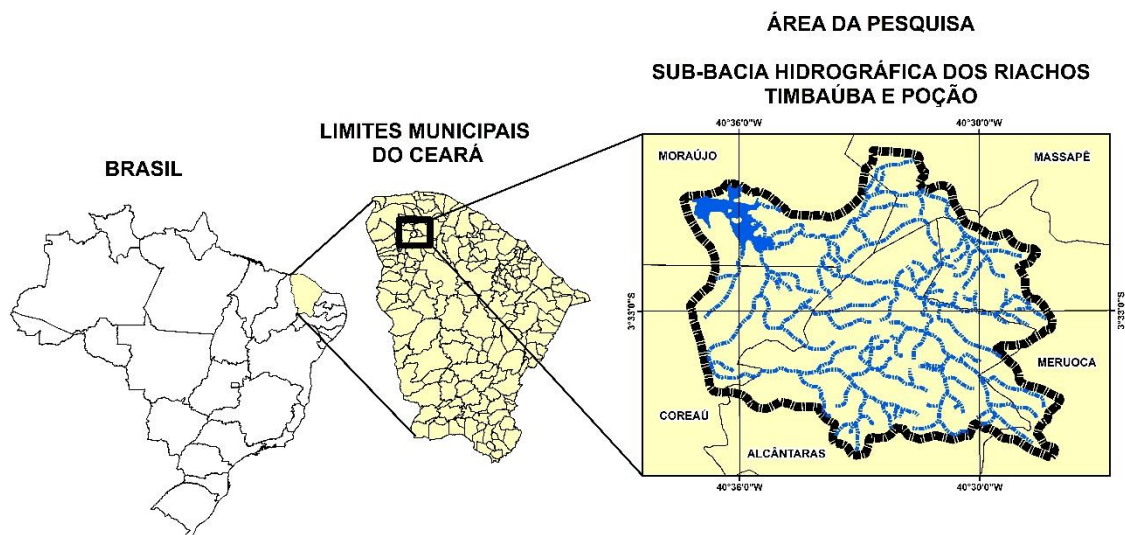 ÁREA DA PESQUISA
SUB-BACIA HIDROGRÁFICA DOS RIACHOS
TIMBAÚBA E POÇÃO
LIMITES MUNICIPAIS
DO CEARÁ
BRASIL
40°36'0"W
40°30'0"W
MORAÚJO
MASSAPÊ
3°33'0"S
3°33'0"S
MERUOCA
COREAÚ
ALCÂNTARAS
40°36'0"W
40°30'0"W